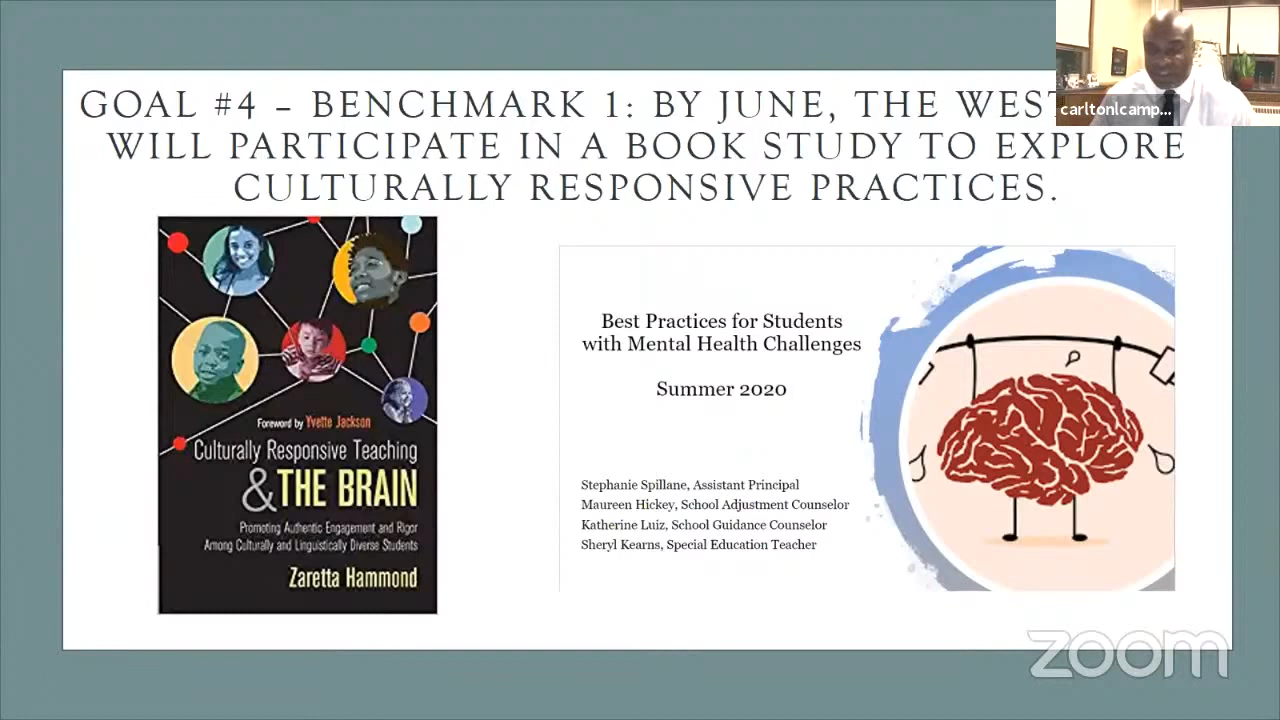 GOAL #4 – BENCHMARK 1: BY JUNE, THE WEST
WILL PARTICIPATE IN A BOOK STUDY TO EXPLORE
CULTURALLY RESPONSIVE PRACTICES.
carltonlcamp...
Foreword by Yvette Jackson
Culturally Responsive Teaching
& THE BRAIN
Promoting Authentic Engagement and Rigor
Among Culturally and Linguistically Diverse Students
Zaretta Hammond
Best Practices for Students
with Mental Health Challenges
Summer 2020
Stephanie Spillane, Assistant Principal
Maureen Hickey, School Adjustment Counselor
Katherine Luiz, School Guidance Counselor
Sheryl Kearns, Special Education Teacher
zoom